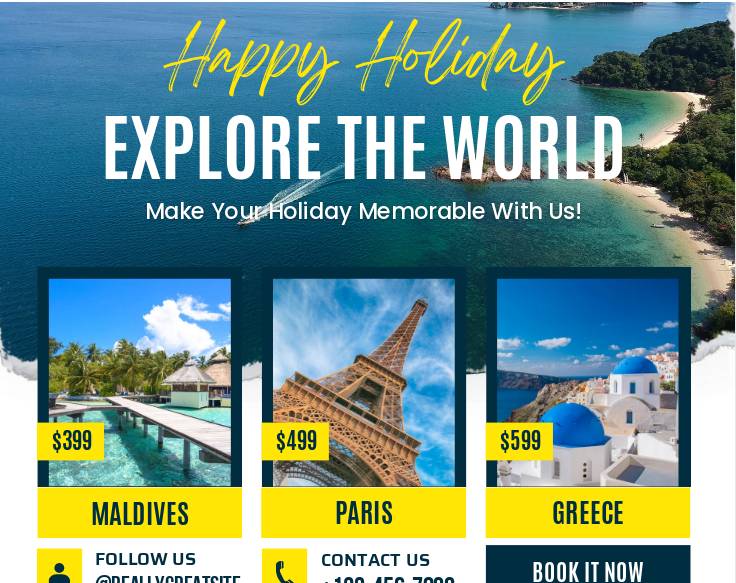 Happy Holiday
EXPLORE THE WORLD
Make Your Holiday Memorable With Us!
$399
$499
$599
MALDIVES
PARIS
GREECE
FOLLOW US
@REALLYGREATSITE
CONTACT US
+123-456-7890
BOOK IT NOW